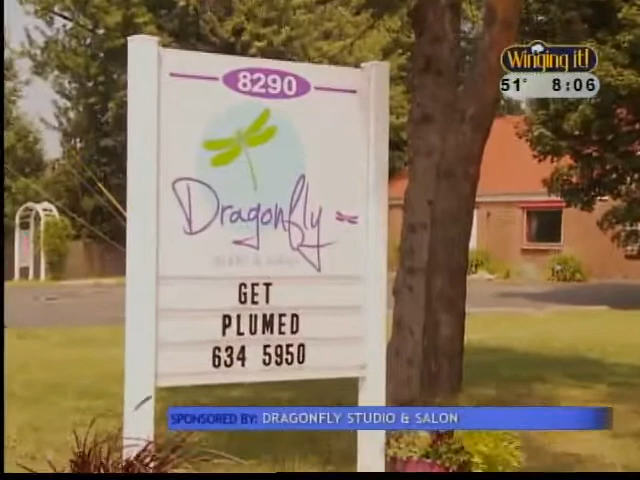 Winging it!
51° 8:06
8290
Dragonfly
GET
PLUMED
634 5950
SPONSORED BY: DRAGONFLY STUDIO & SALON